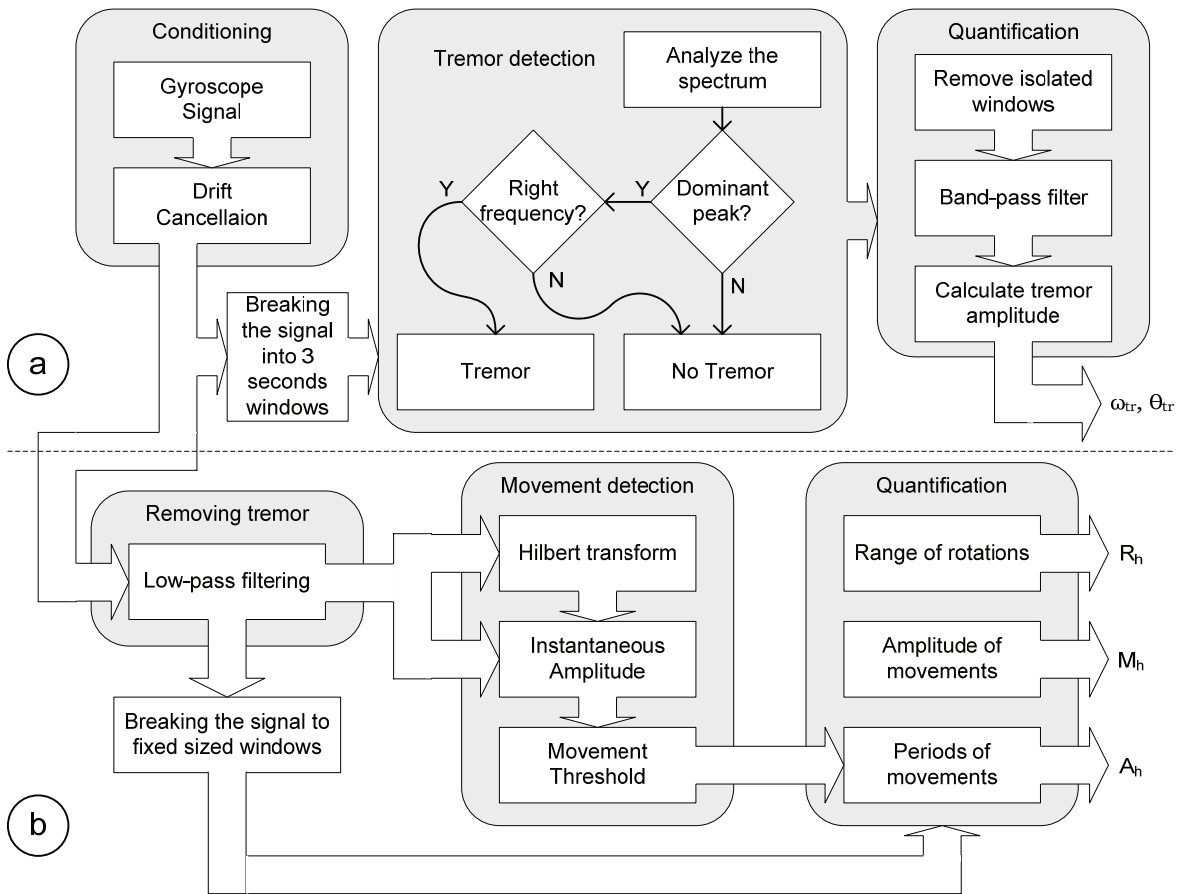 Conditioning
Gyroscope
Signal
Drift
Cancellaion
Breaking
the signal
into 3
seconds
windows
Tremor detection
Analyze the
spectrum
Dominant
peak?
Y
Right
frequency?
Y
N
N
Tremor
No Tremor
Quantification
Remove isolated
windows
Band-pass filter
Calculate tremor
amplitude
ωtr, θtr
a
Removing tremor
Low-pass filtering
Breaking the signal to
fixed sized windows
Movement detection
Hilbert transform
Instantaneous
Amplitude
Movement
Threshold
Quantification
Range of rotations
Rh
Amplitude of
movements
Mh
Periods of
movements
Ah
b